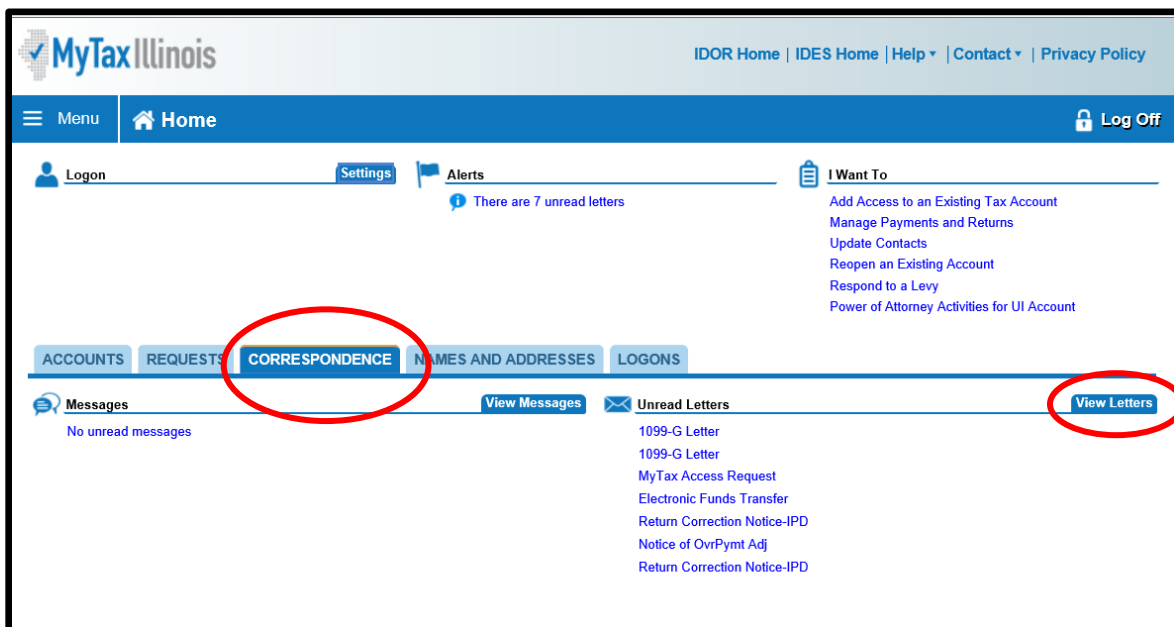 MyTax Illinois
IDOR Home | IDES Home | Help ▾ | Contact ▾ | Privacy Policy
Menu Home Log Off
Logon Settings
Alerts
There are 7 unread letters
I Want To
Add Access to an Existing Tax Account
Manage Payments and Returns
Update Contacts
Reopen an Existing Account
Respond to a Levy
Power of Attorney Activities for UI Account
ACCOUNTS REQUESTS CORRESPONDENCE NAMES AND ADDRESSES LOGONS
Messages View Messages
No unread messages
Unread Letters View Letters
1099-G Letter
1099-G Letter
MyTax Access Request
Electronic Funds Transfer
Return Correction Notice-IPD
Notice of OvrPymt Adj
Return Correction Notice-IPD